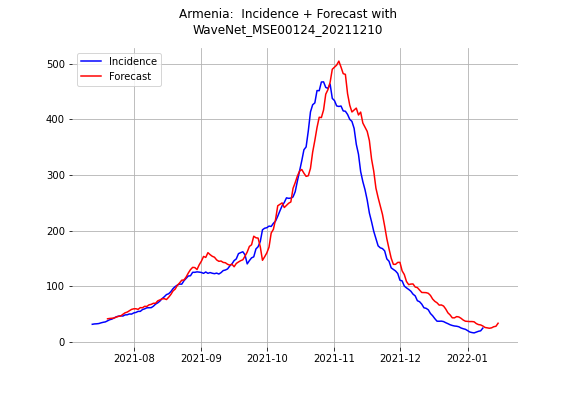 Armenia:  Incidence + Forecast with
WaveNet_MSE00124_20211210
Incidence
Forecast
500
400
300
200
100
0
2021-08 2021-09 2021-10 2021-11 2021-12 2022-01